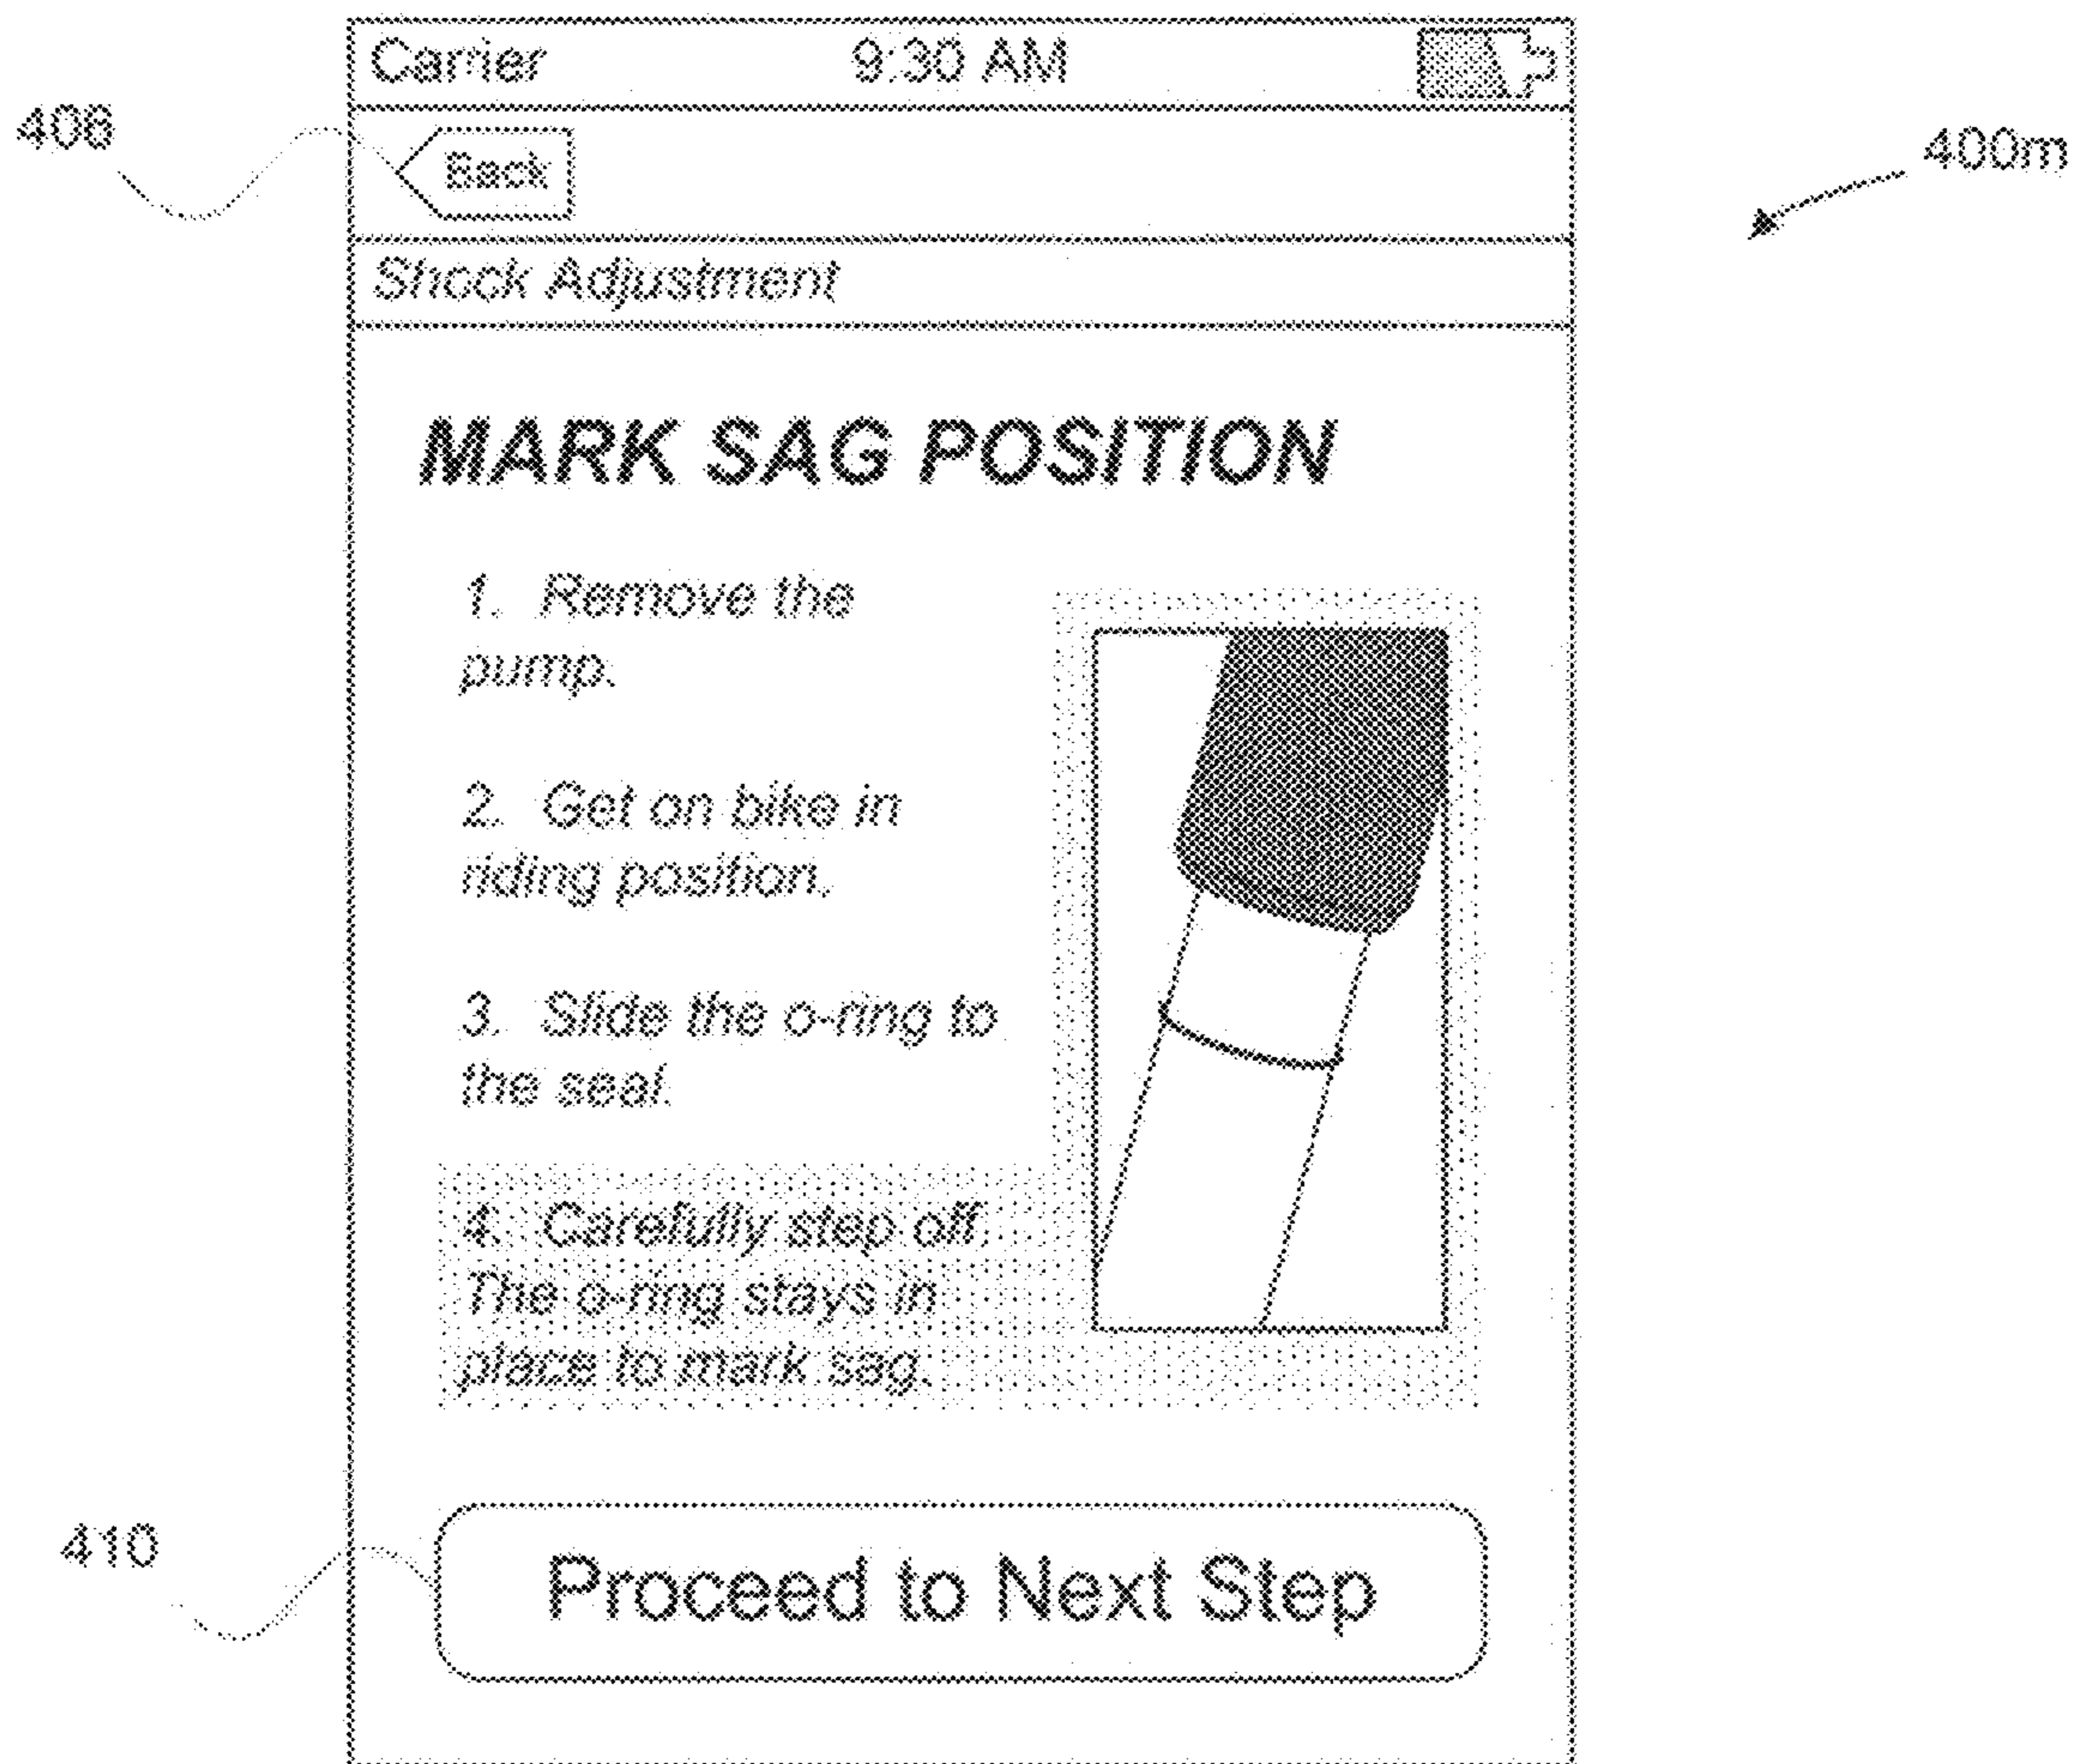 Carrier 9:30 AM
406
Back
400m
Shock Adjustment
MARK SAG POSITION
1. Remove the
pump.
2. Get on bike in
riding position.
3. Slide the o-ring to
the seal.
4. Carefully step off.
The o-ring stays in
place to mark sag.
410
Proceed to Next Step